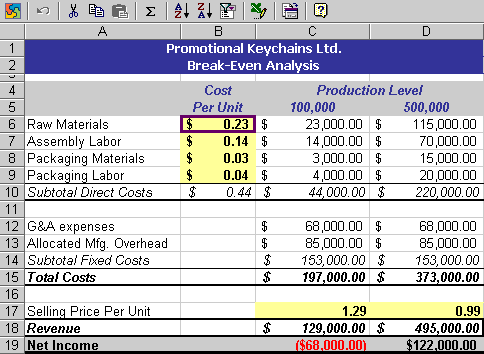 A B C D
1 Promotional Keychains Ltd.
2 Break-Even Analysis
3
4 Cost Production Level
5 Per Unit 100,000 500,000
6 Raw Materials $ 0.23 $ 23,000.00 $ 115,000.00
7 Assembly Labor $ 0.14 $ 14,000.00 $ 70,000.00
8 Packaging Materials $ 0.03 $ 3,000.00 $ 15,000.00
9 Packaging Labor $ 0.04 $ 4,000.00 $ 20,000.00
10 Subtotal Direct Costs $ 0.44 $ 44,000.00 $ 220,000.00
11
12 G&A expenses $ 68,000.00 $ 68,000.00
13 Allocated Mfg. Overhead $ 85,000.00 $ 85,000.00
14 Subtotal Fixed Costs $ 153,000.00 $ 153,000.00
15 Total Costs $ 197,000.00 $ 373,000.00
16
17 Selling Price Per Unit 1.29 0.99
18 Revenue $ 129,000.00 $ 495,000.00
19 Net Income ($68,000.00) $122,000.00